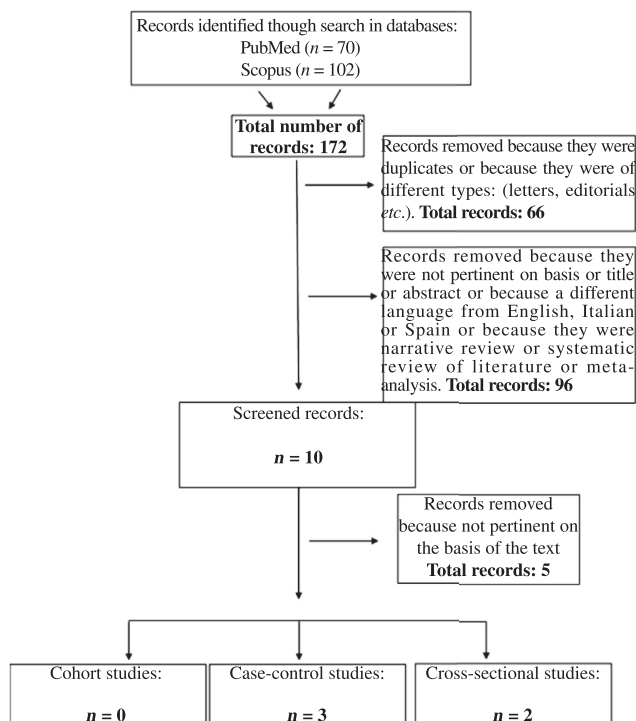 Records identified though search in databases:
PubMed (n = 70)
Scopus (n = 102)
Total number of
records: 172
Records removed because they were
duplicates or because they were of
different types: (letters, editorials
etc.). Total records: 66
Records removed because they
were not pertinent on basis or title
or abstract or because a different
language from English, Italian
or Spain or because they were
narrative review or systematic
review of literature or meta-
analysis. Total records: 96
Screened records:
n = 10
Records removed
because not pertinent on
the basis of the text
Total records: 5
Cohort studies:
n = 0
Case-control studies:
n = 3
Cross-sectional studies:
n = 2